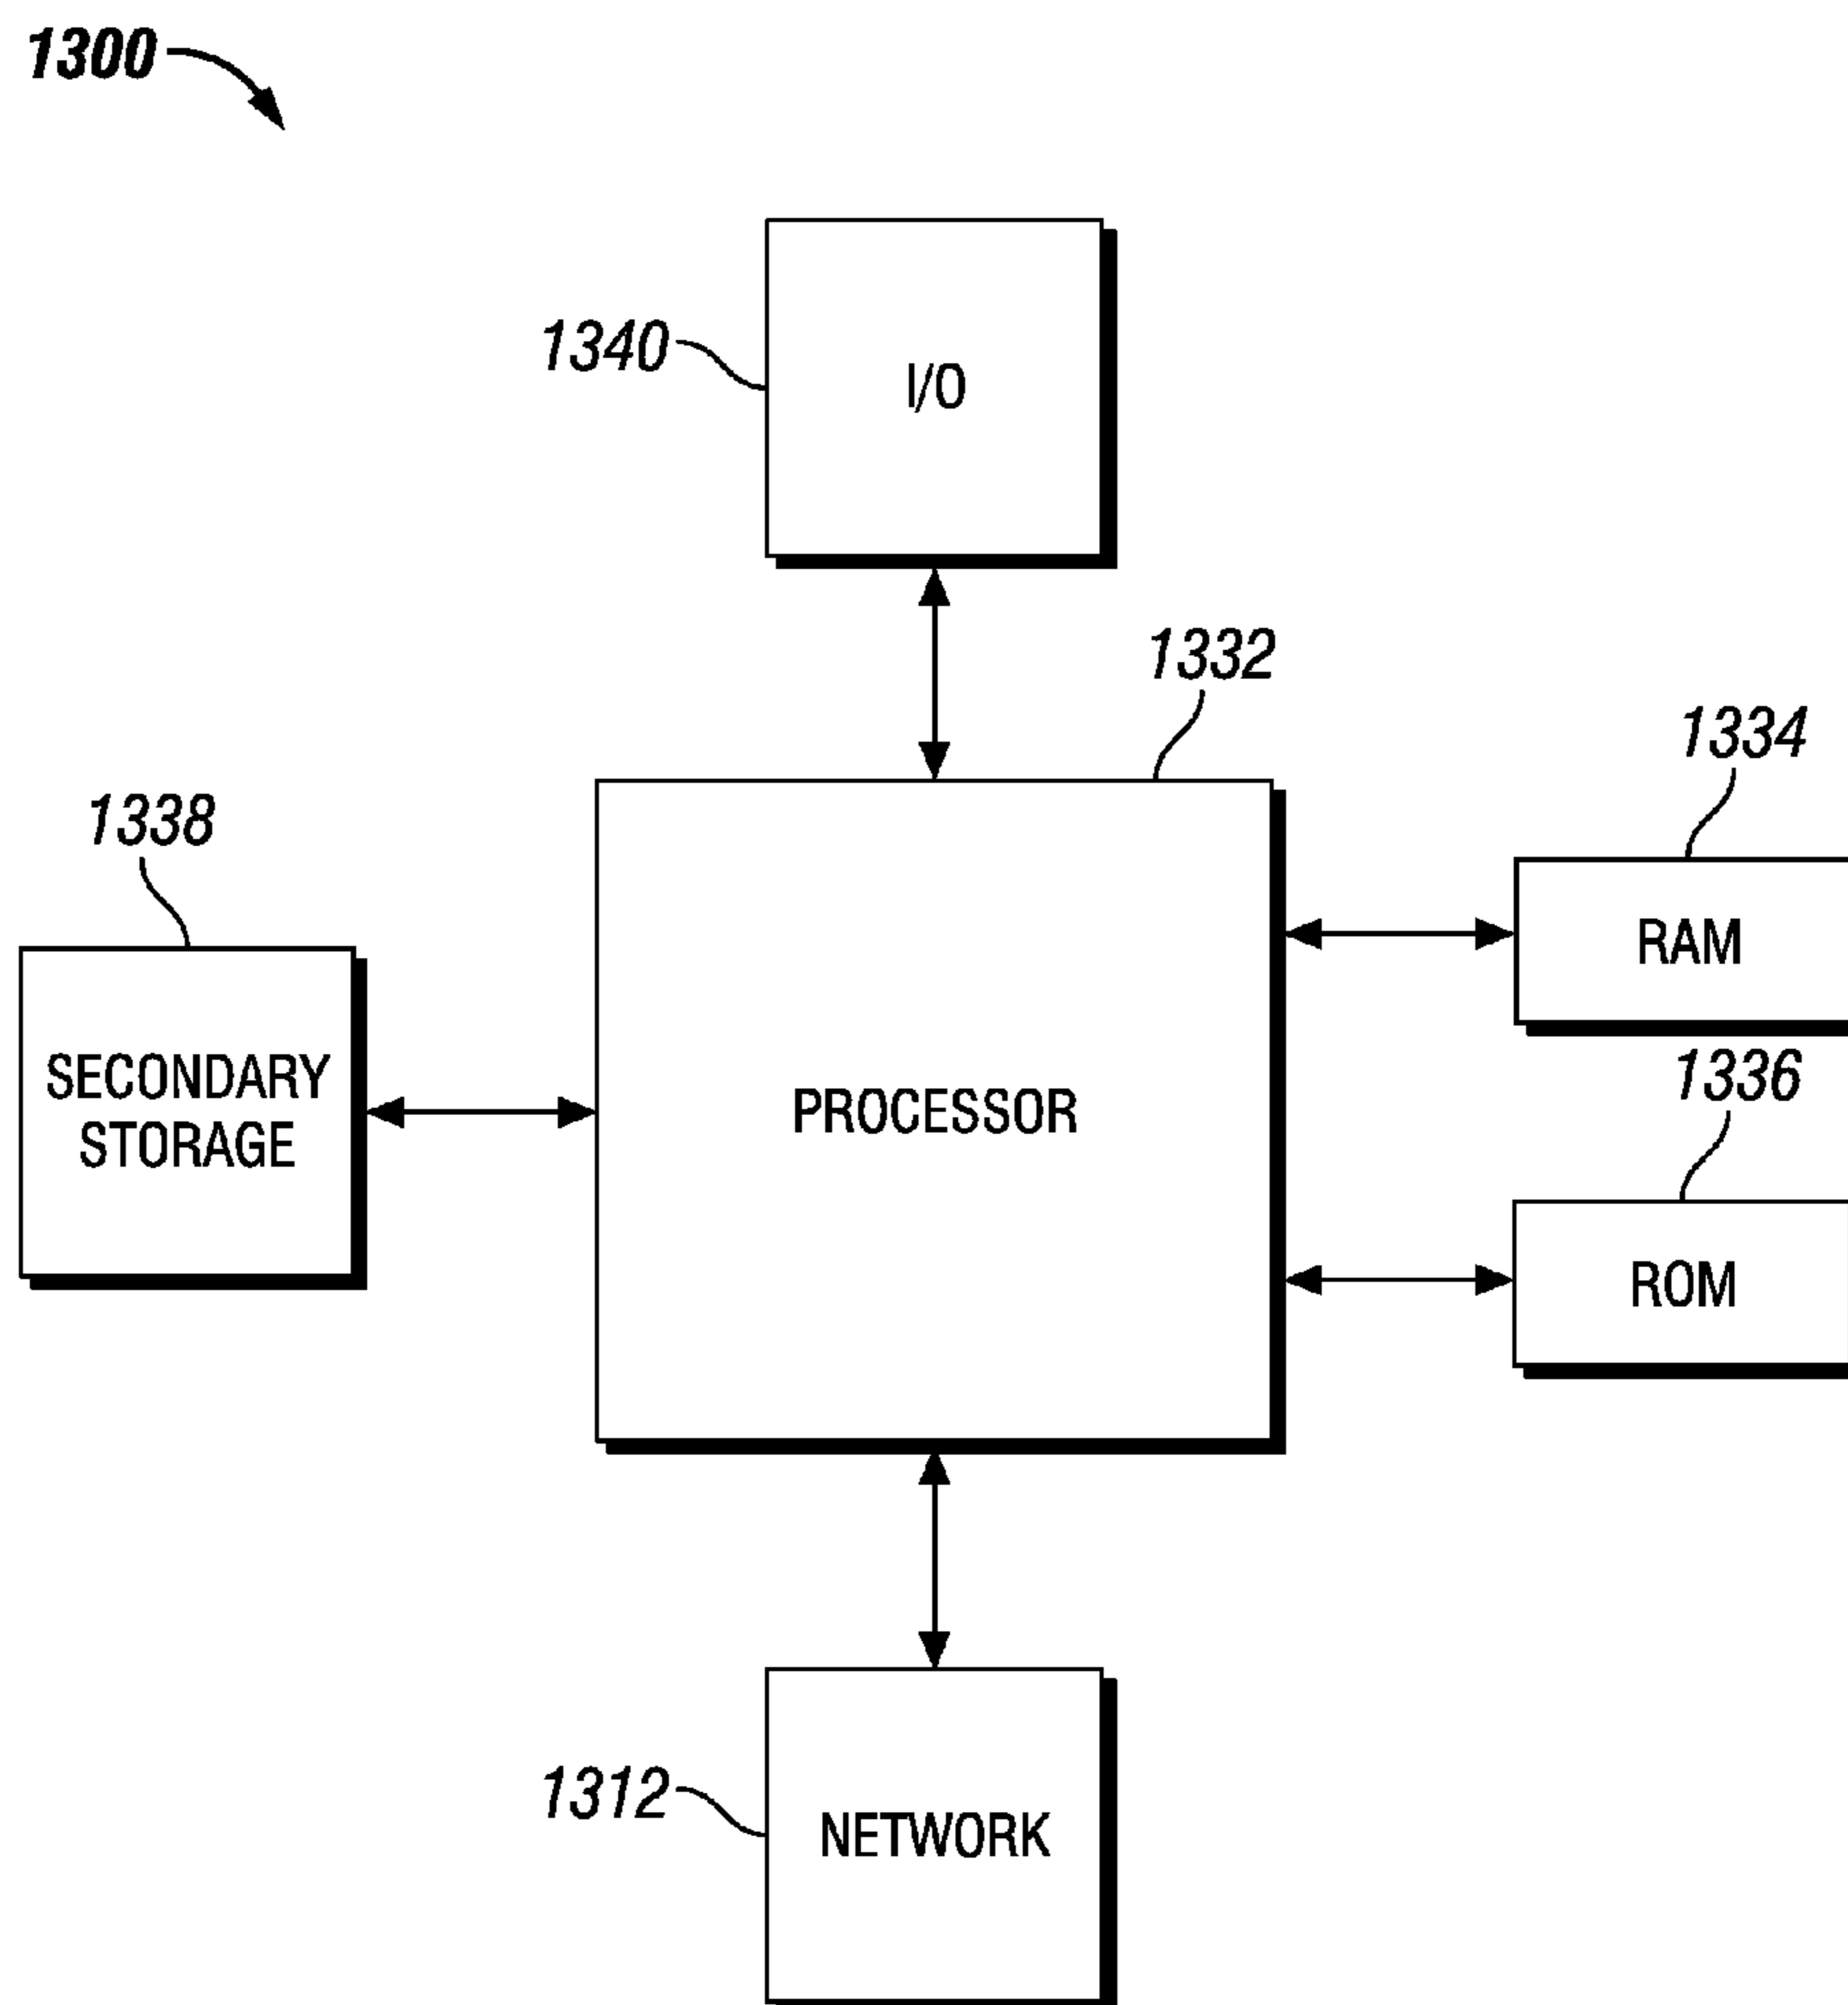 1300
1340
I/O
1332
1334
1338
RAM
SECONDARY
STORAGE
PROCESSOR
1336
ROM
1312
NETWORK